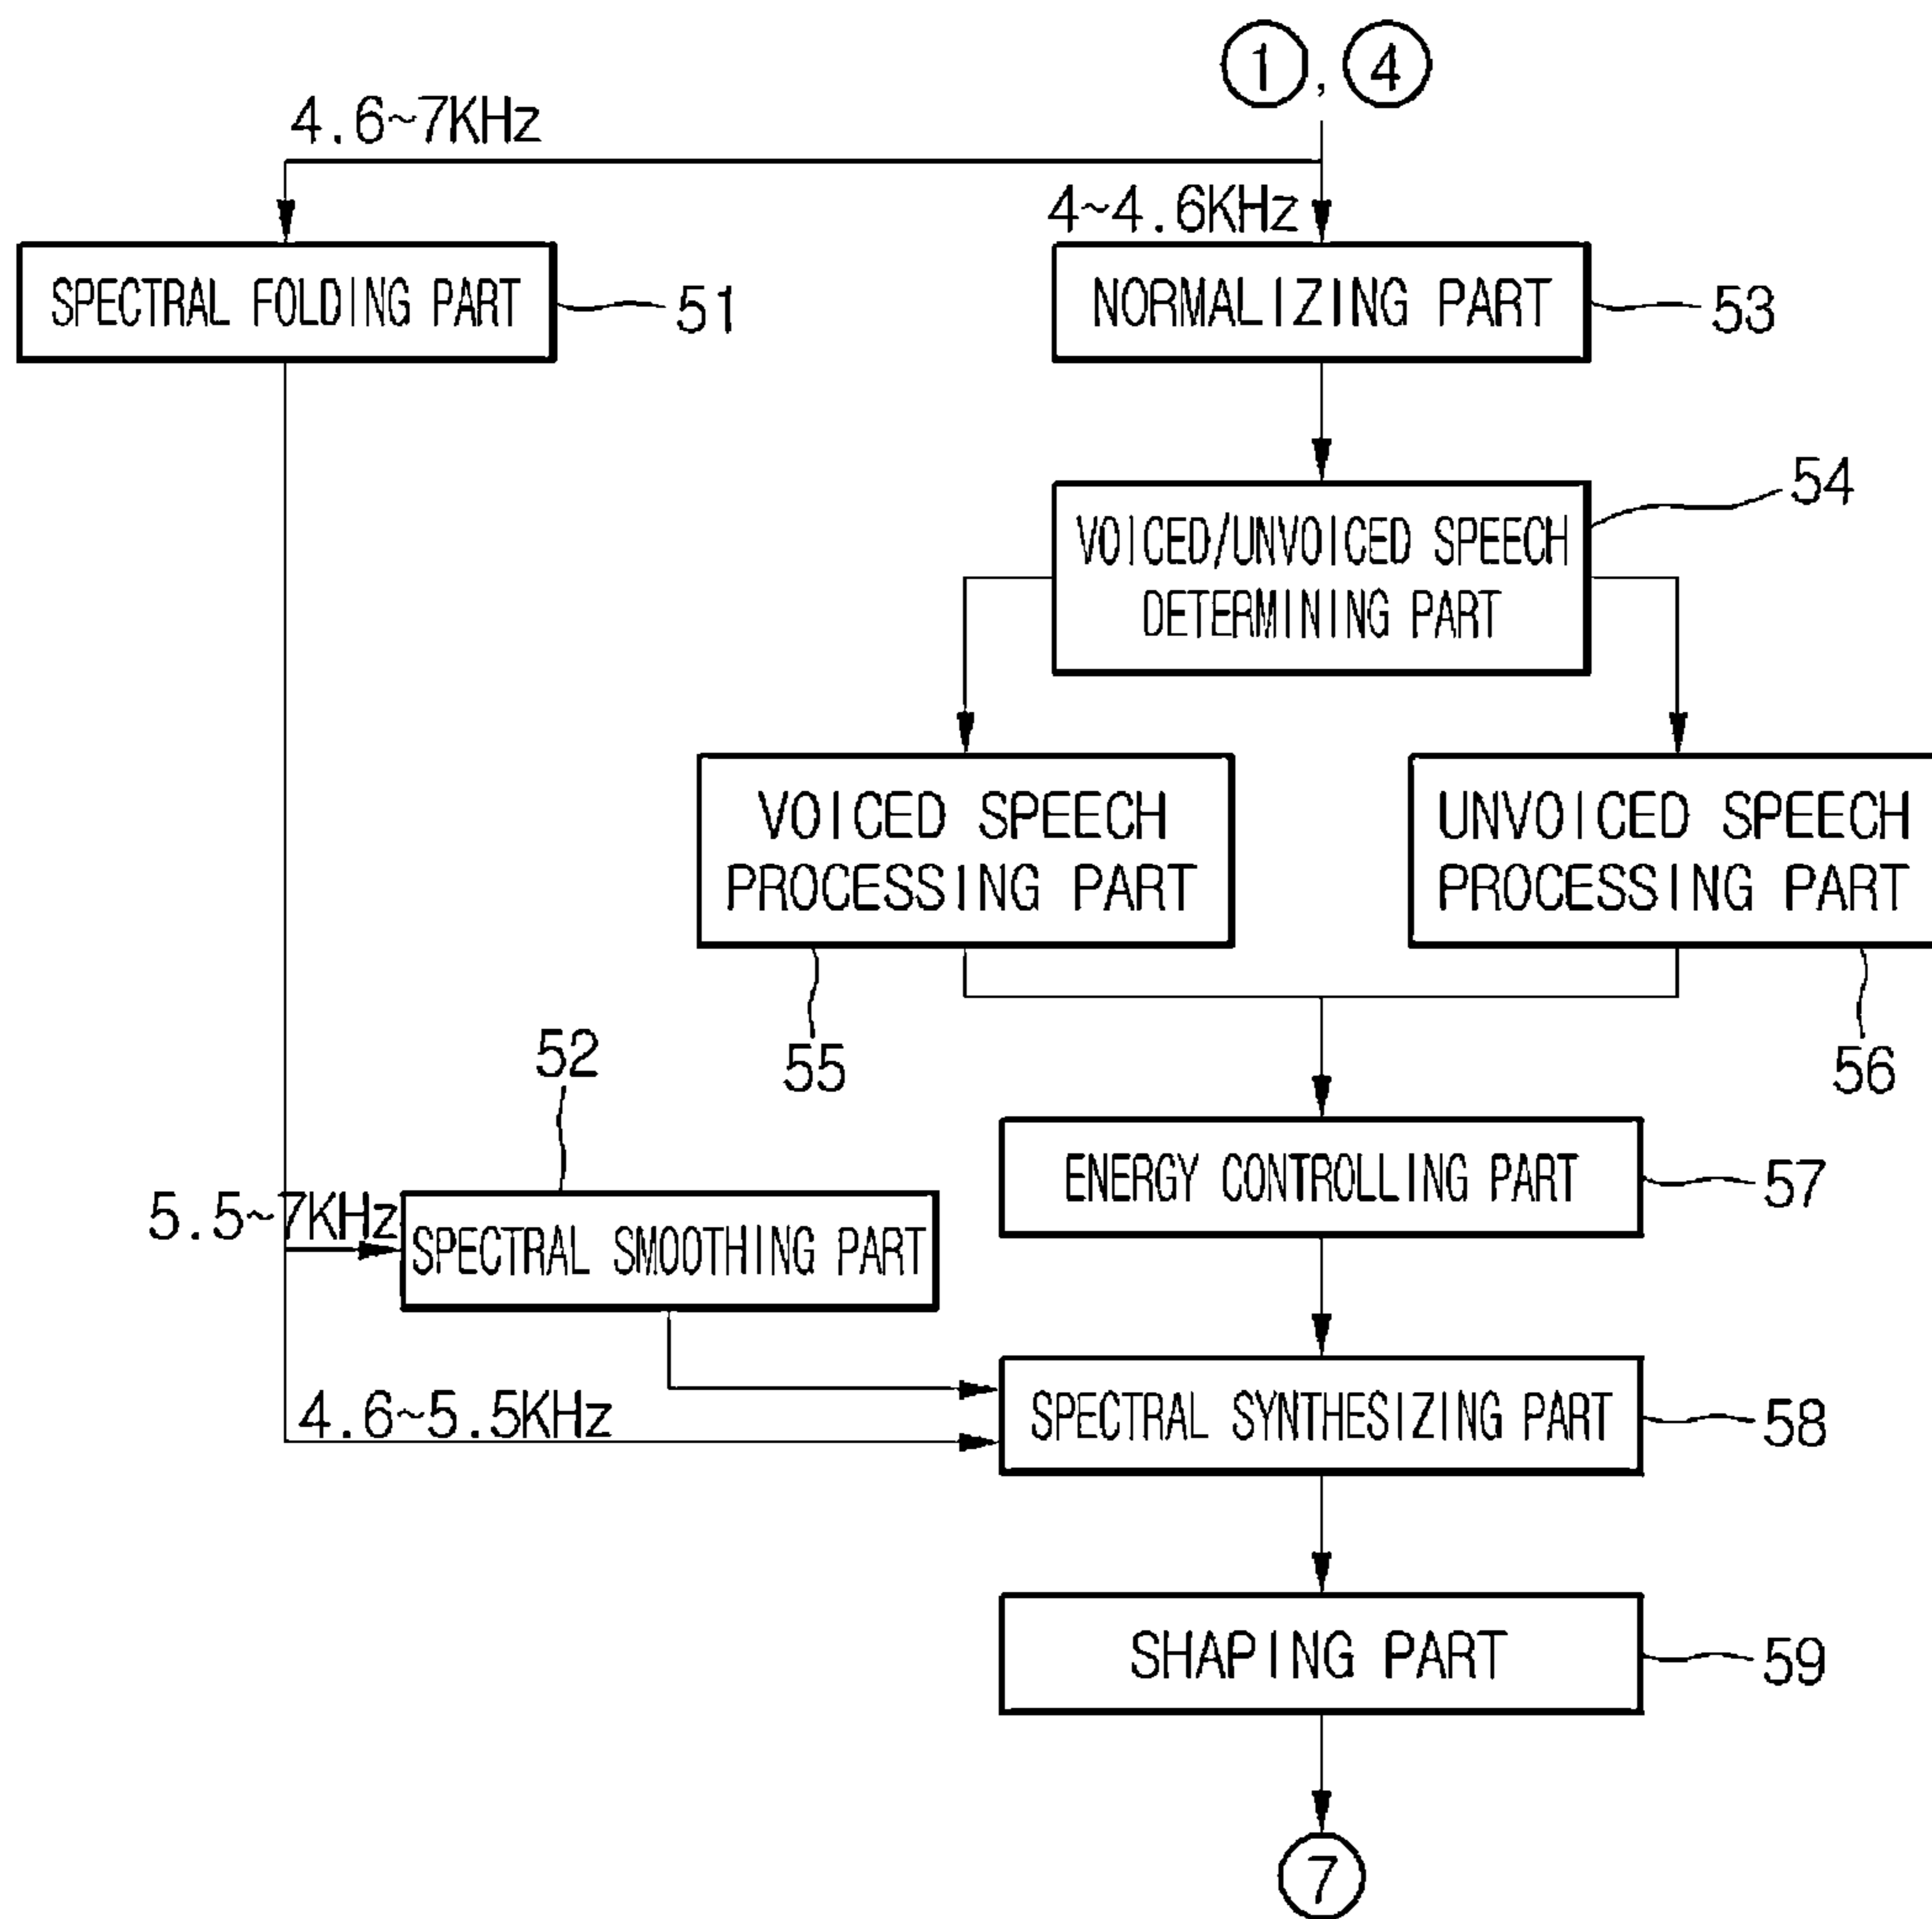 ①, ④
4.6~7KHz
4~4.6KHz
SPECTRAL FOLDING PART
51
NORMALIZING PART
53
54
VOICED/UNVOICED SPEECH
DETERMINING PART
VOICED SPEECH
PROCESSING PART
UNVOICED SPEECH
PROCESSING PART
55
56
52
ENERGY CONTROLLING PART
57
5.5~7KHz
SPECTRAL SMOOTHING PART
4.6~5.5KHz
SPECTRAL SYNTHESIZING PART
58
SHAPING PART
59
⑦